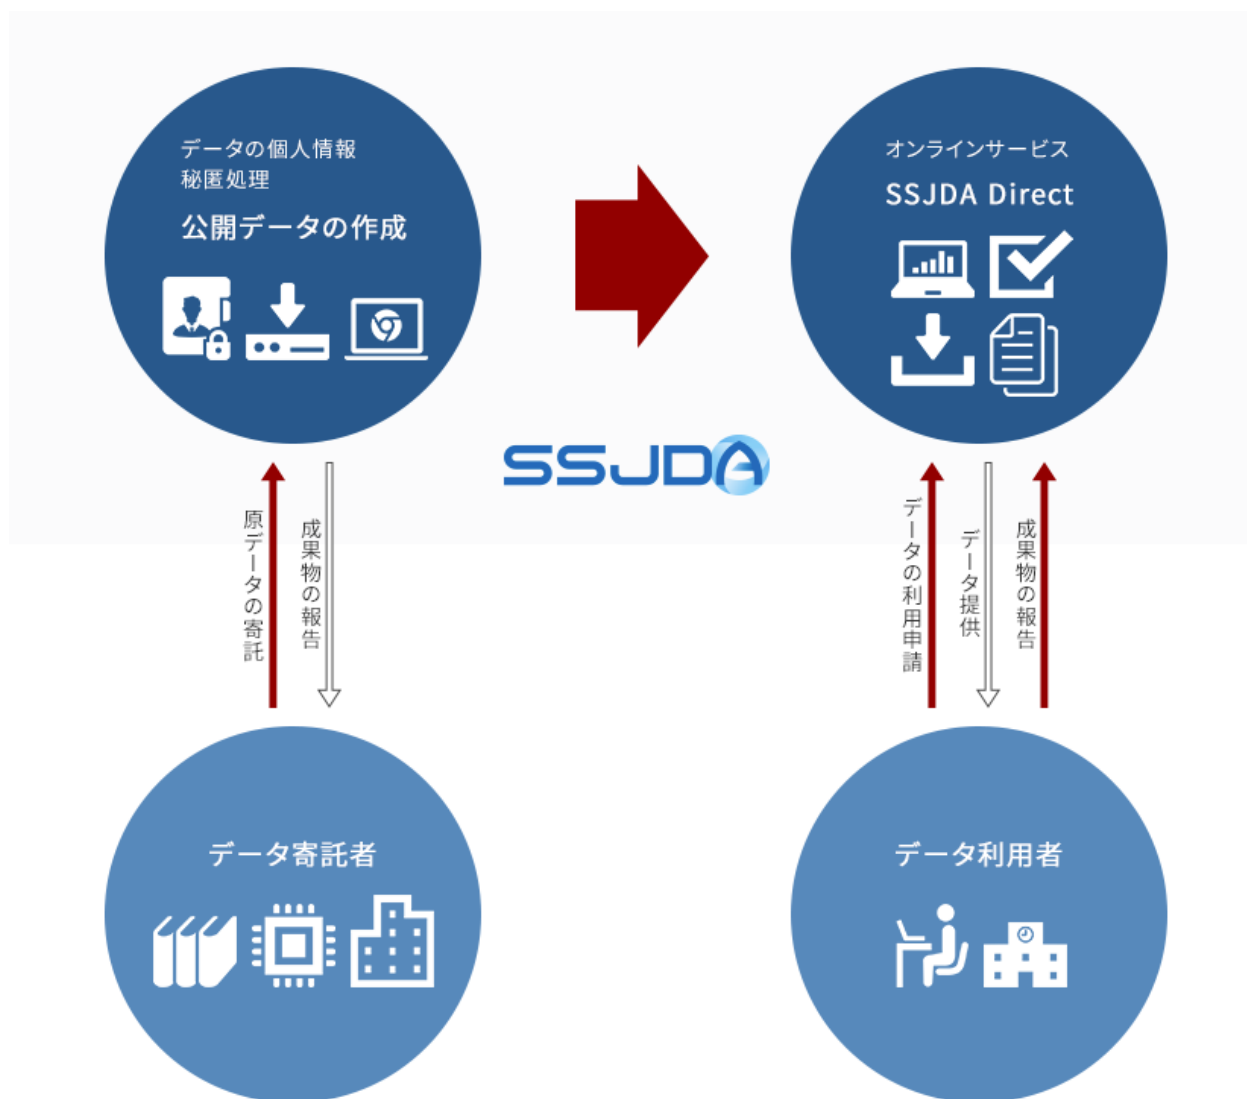 データの個人情報
秘匿処理
公開データの作成
オンラインサービス
SSJDA Direct
SSJDA
原データの寄託
成果物の報告
データの利用申請
データ提供
成果物の報告
データ寄託者
データ利用者